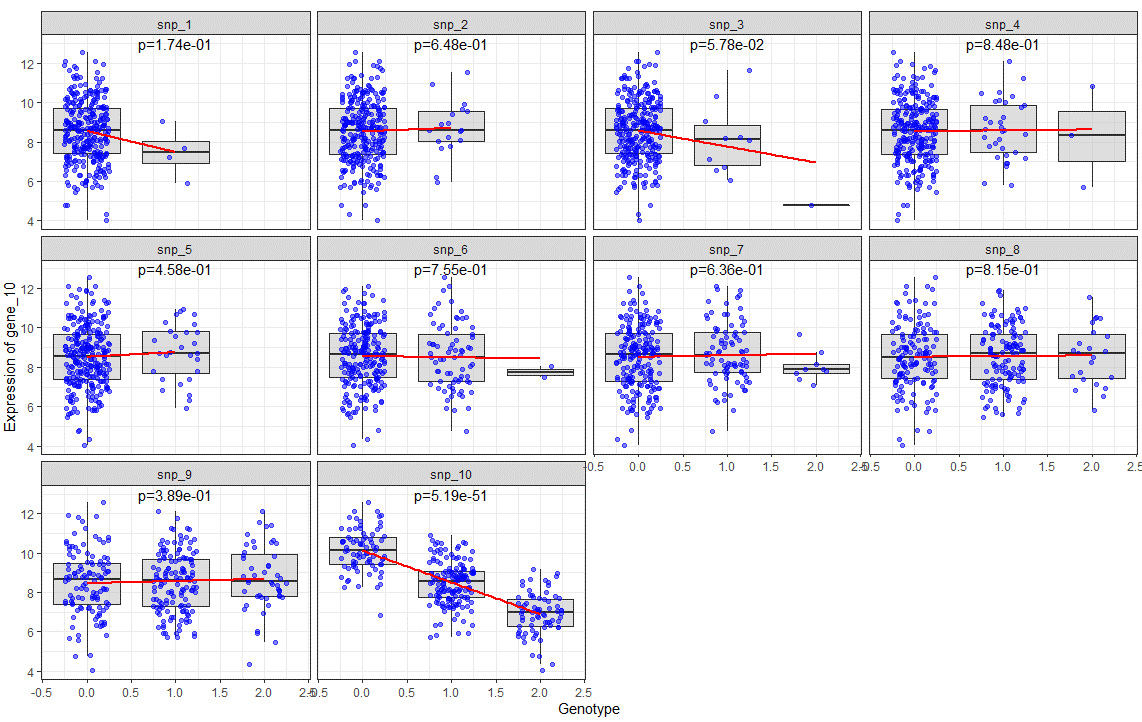 snp_1 snp_2 snp_3 snp_4
p=1.74e-01 p=6.48e-01 p=5.78e-02 p=8.48e-01
12
10
8
6
4
snp_5 snp_6 snp_7 snp_8
p=4.58e-01 p=7.55e-01 p=6.36e-01 p=8.15e-01
12
10
8
6
4
Expression of gene_10
-0.5 0.0 0.5 1.0 1.5 2.0 2.5 -0.5 0.0 0.5 1.0 1.5 2.0 2.5
snp_9 snp_10
p=3.89e-01 p=5.19e-51
12
10
8
6
4
-0.5 0.0 0.5 1.0 1.5 2.0 2.5 -0.5 0.0 0.5 1.0 1.5 2.0 2.5
Genotype